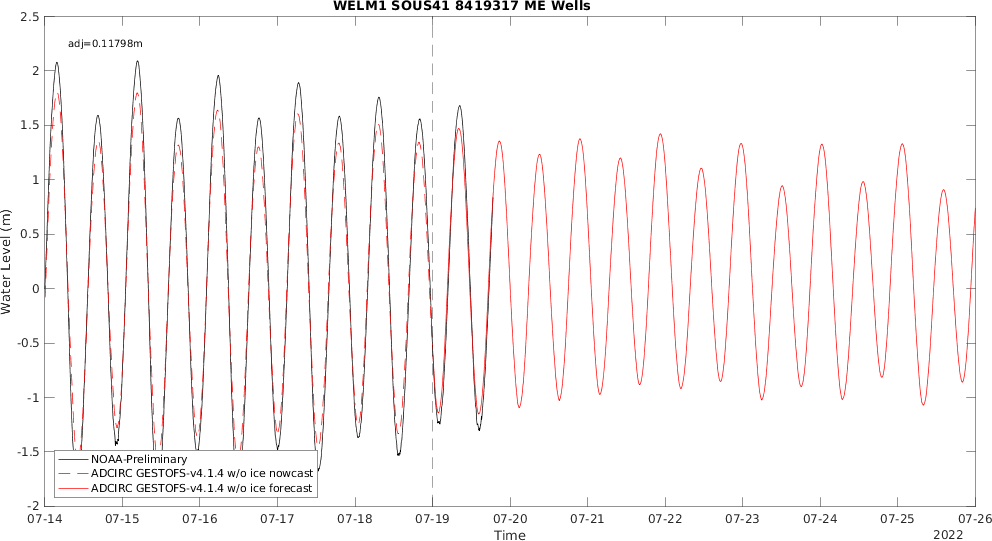 WELM1 SOUS41 8419317 ME Wells
adj=0.11798m
2.5
2
1.5
1
0.5
0
-0.5
-1
-1.5
-2
Water Level (m)
NOAA-Preliminary
ADCIRC GESTOFS-v4.1.4 w/o ice nowcast
ADCIRC GESTOFS-v4.1.4 w/o ice forecast
07-14 07-15 07-16 07-17 07-18 07-19 07-20 07-21 07-22 07-23 07-24 07-25 07-26
Time
2022